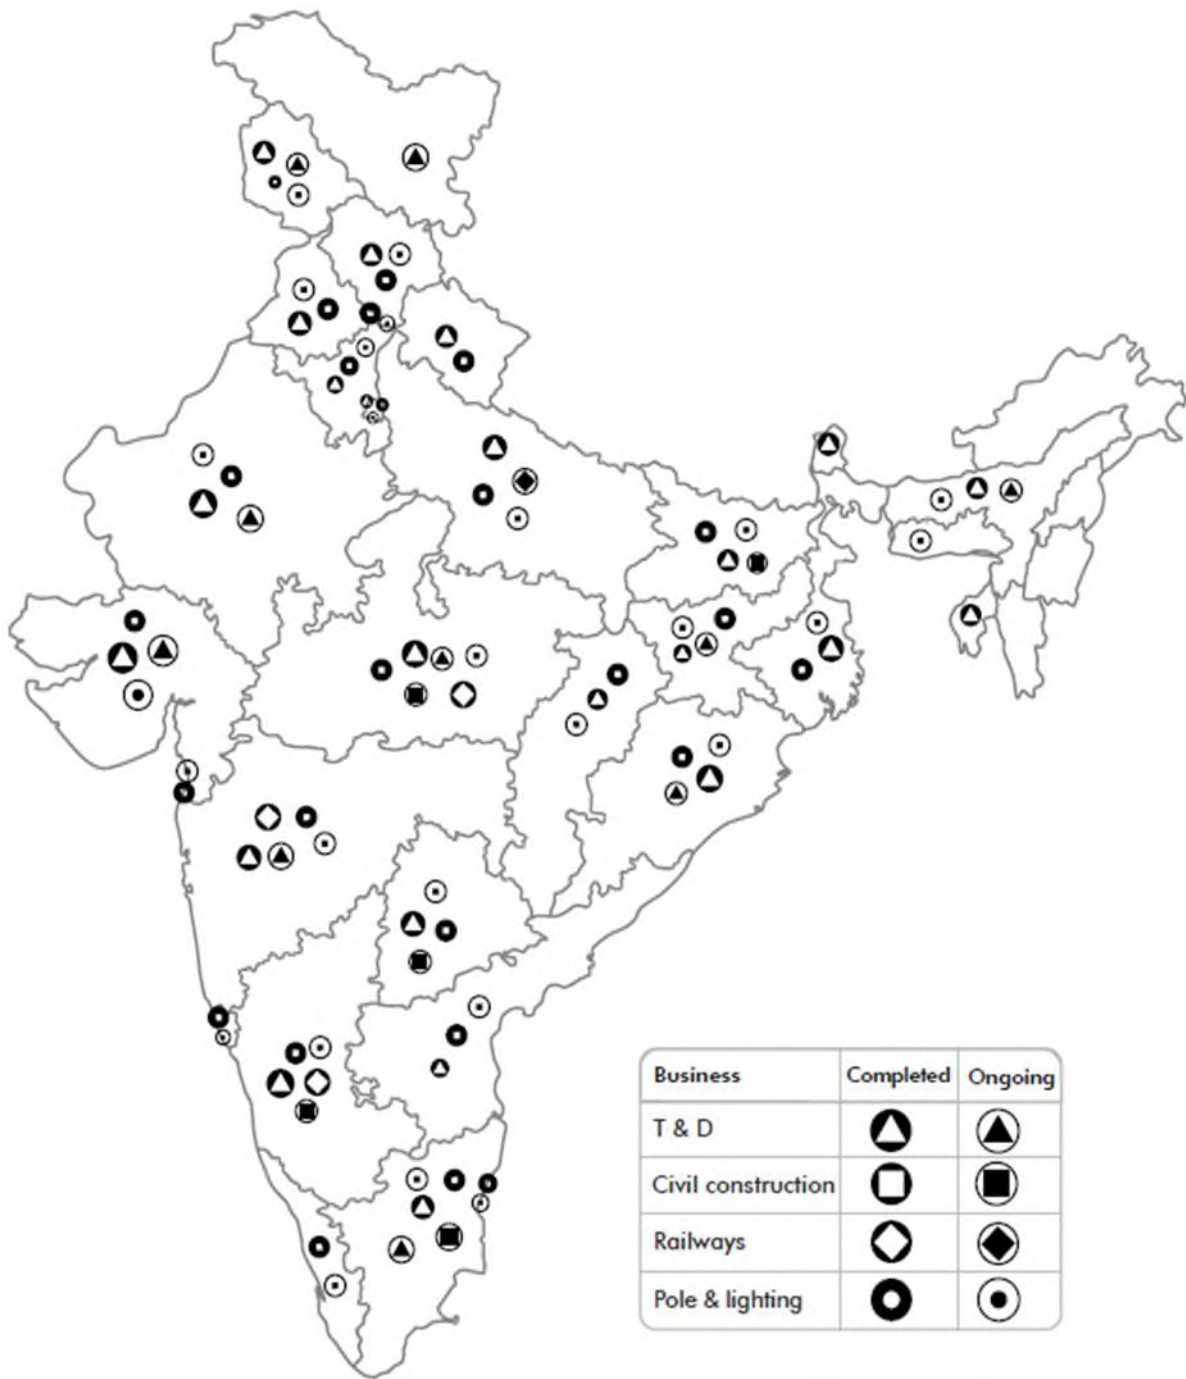 Business Completed Ongoing
T & D
Civil construction
Railways
Pole & lighting